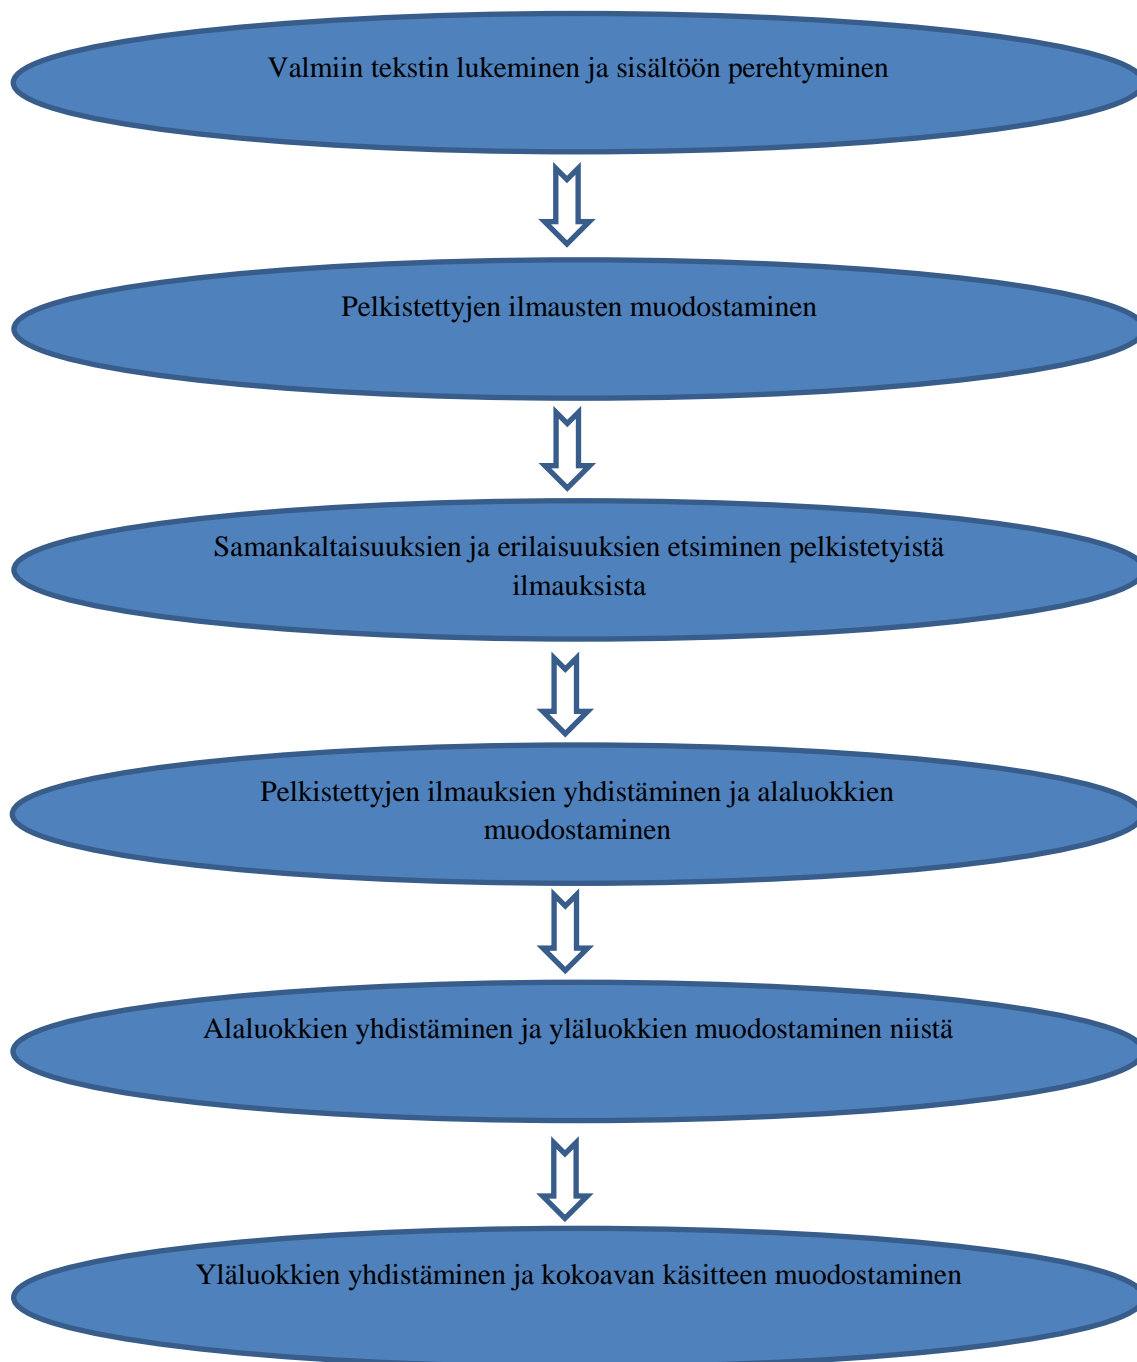 Valmiin tekstin lukeminen ja sisältöön perehtyminen
Pelkistettyjen ilmausten muodostaminen
Samankaltaisuuksien ja erilaisuuksien etsiminen pelkistetyistä
ilmauksista
Pelkistettyjen ilmauksien yhdistäminen ja alaluokkien
muodostaminen
Alaluokkien yhdistäminen ja yläluokkien muodostaminen niistä
Yläluokkien yhdistäminen ja kokoavan käsitteen muodostaminen